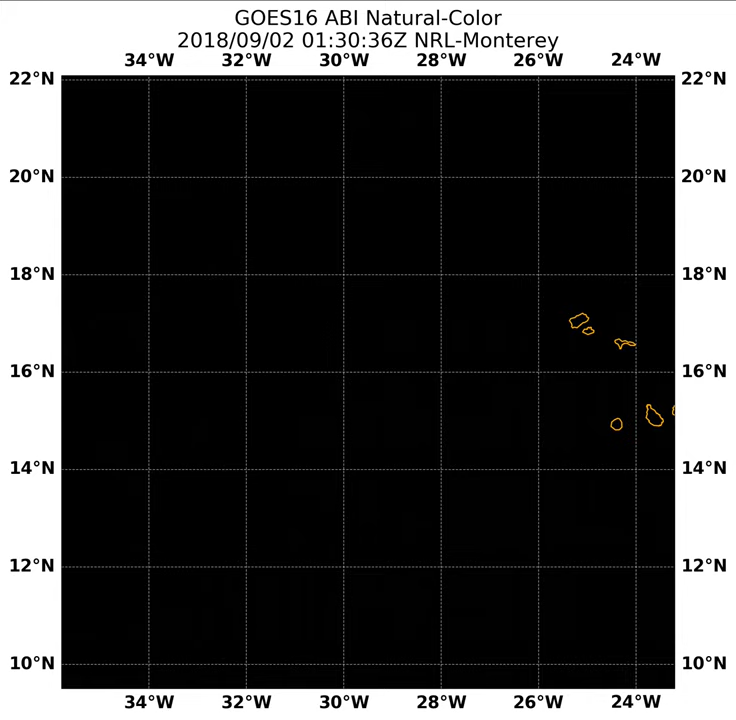 GOES16 ABI Natural-Color
2018/09/02 01:30:36Z NRL-Monterey
34°W 32°W 30°W 28°W 26°W 24°W
22°N 22°N
20°N 20°N
18°N 18°N
16°N 16°N
14°N 14°N
12°N 12°N
10°N 10°N
34°W 32°W 30°W 28°W 26°W 24°W